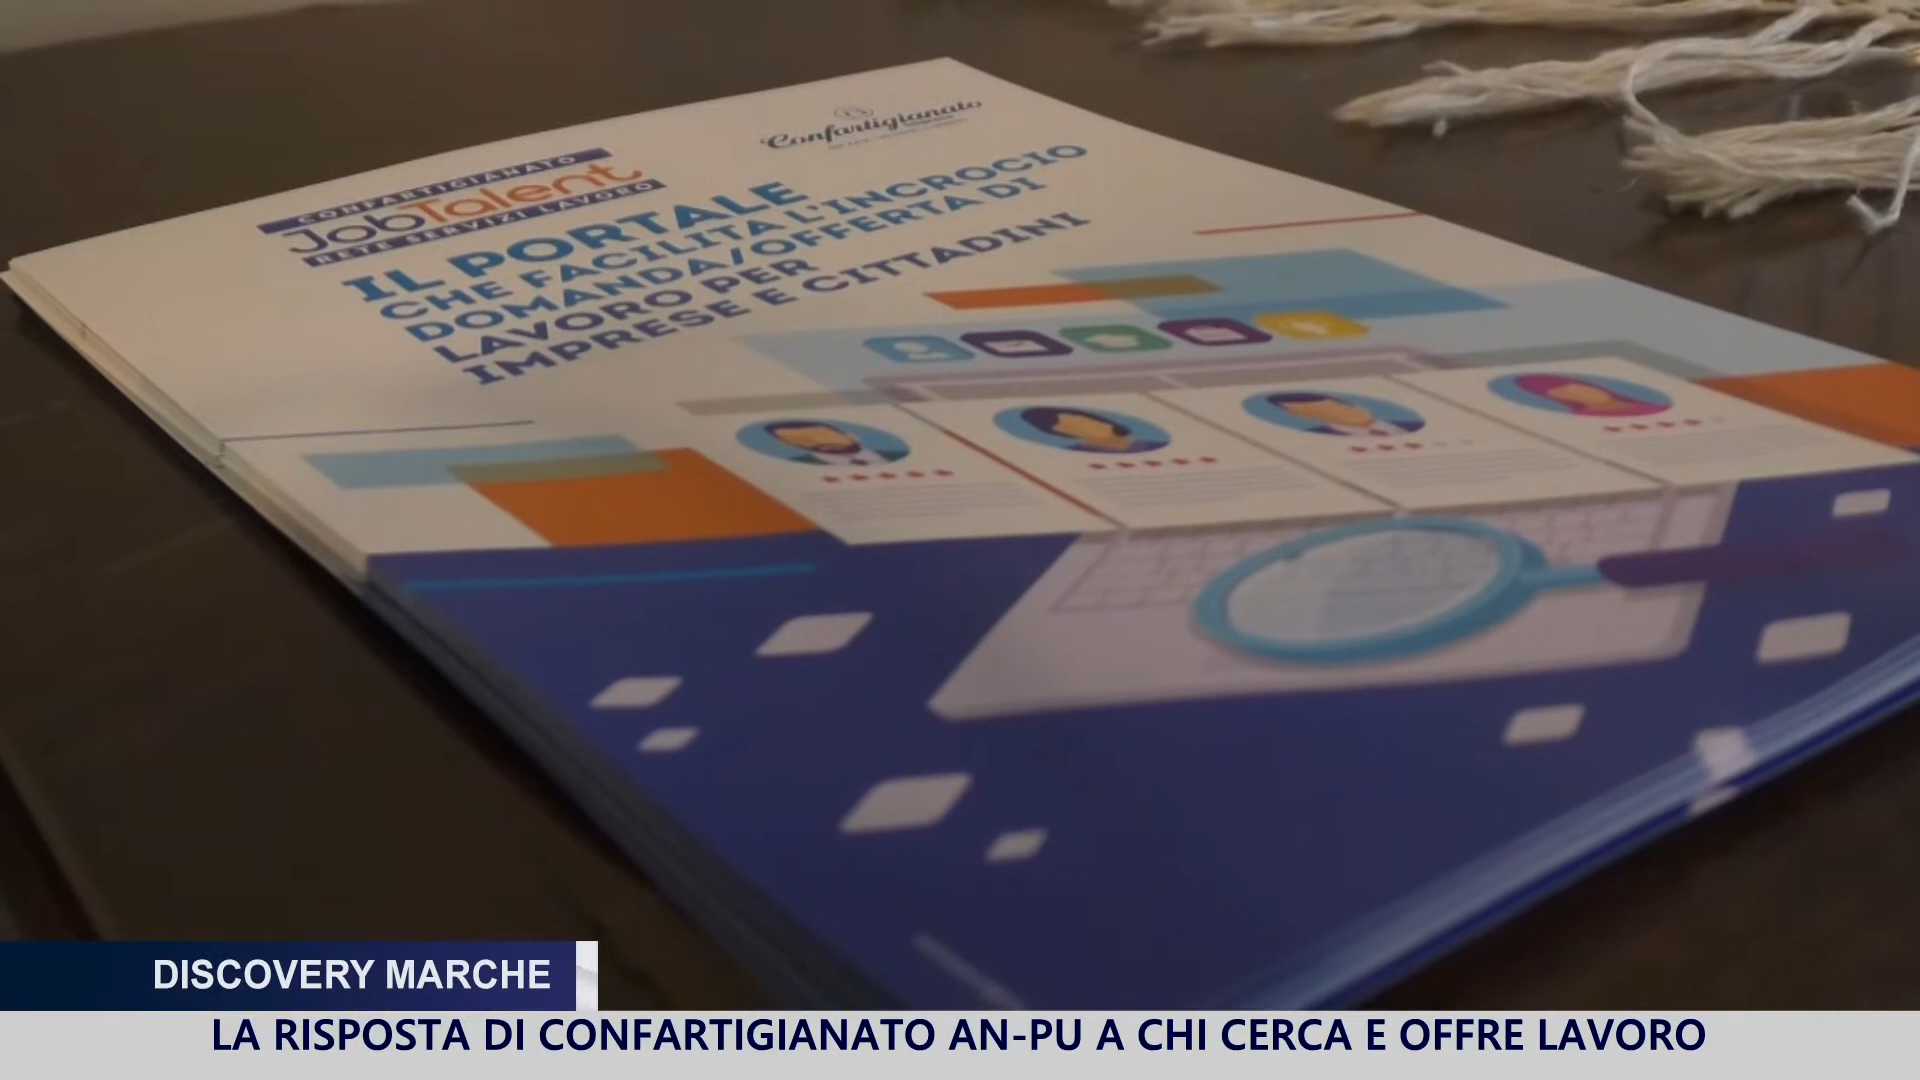 Confartigianato
CONFARTIGIANATO
JobTalent
RETE SERVIZI LAVORO
IL PORTALE
CHE FACILITA L'INCROCIO
DOMANDA/OFFERTA DI
LAVORO PER
IMPRESE E CITTADINI
DISCOVERY MARCHE
LA RISPOSTA DI CONFARTIGIANATO AN-PU A CHI CERCA E OFFRE LAVORO